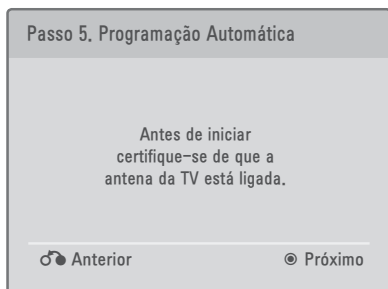 Passo 5. Programação Automática
Antes de iniciar
certifique-se de que a
antena da TV está ligada.
Anterior
Próximo